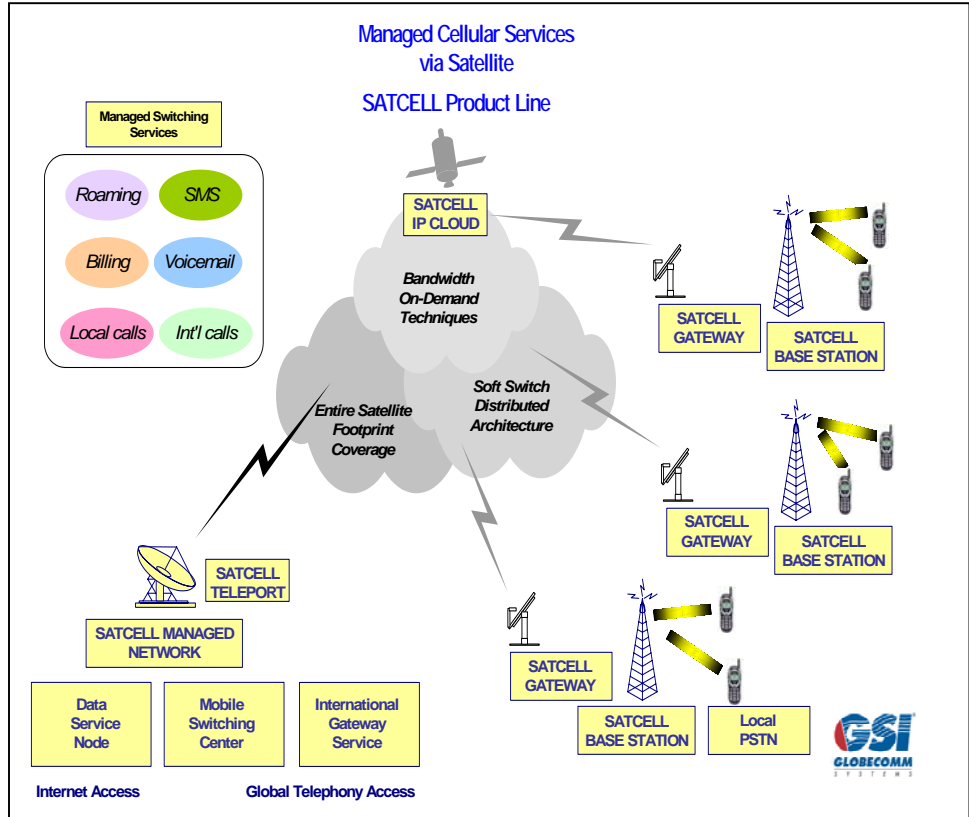 Managed Cellular Services
via Satellite
SATCELL Product Line
Managed Switching
Services
Roaming
SMS
Billing
Voicemail
Local calls
Int'l calls
SATCELL
IP CLOUD
Bandwidth
On-Demand
Techniques
Entire Satellite
Footprint
Coverage
Soft Switch
Distributed
Architecture
SATCELL
GATEWAY
SATCELL
BASE STATION
SATCELL
GATEWAY
SATCELL
BASE STATION
SATCELL
TELEPORT
SATCELL MANAGED
NETWORK
SATCELL
GATEWAY
SATCELL
BASE STATION
Local
PSTN
Data
Service
Node
Mobile
Switching
Center
International
Gateway
Service
Internet Access
Global Telephony Access
GSI
GLOBECOMM
SYSTEMS